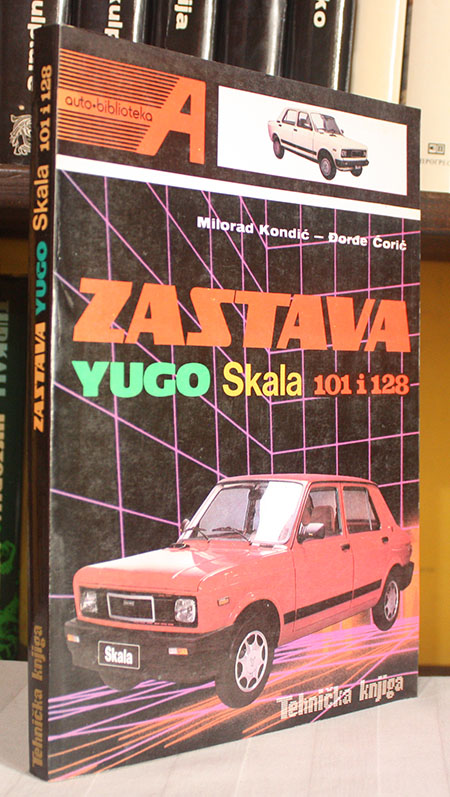 auto•biblioteka
A
Milorad Kondić – Đorđe Ćorić
ZASTAVA
YUGO Skala 101 i 128
Skala
Tehnička knjiga
ZASTAVA YUGO Skala 101 i 128
Tehnička knjiga